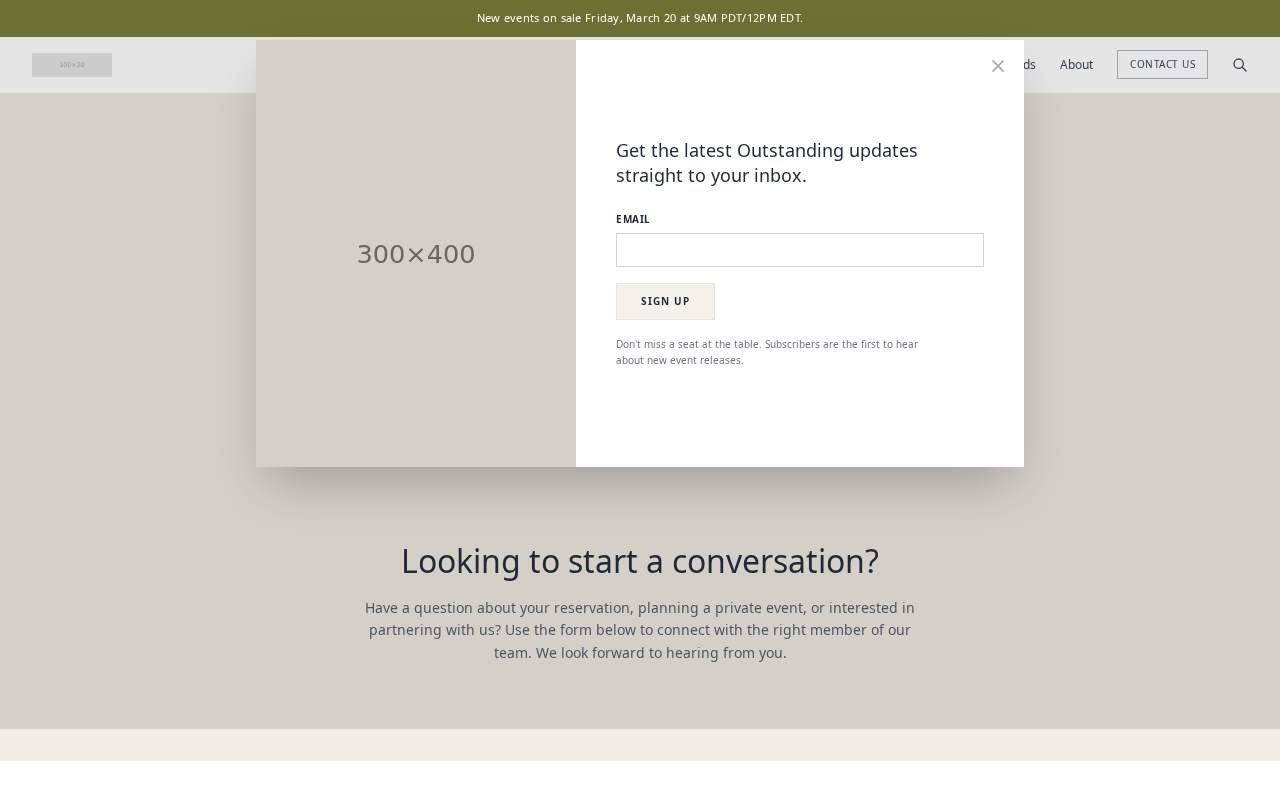 New events on sale Friday, March 20 at 9AM PDT/12PM EDT.
100×30
ds
About
CONTACT US
300×400
Get the latest Outstanding updates
straight to your inbox.
EMAIL
SIGN UP
Don't miss a seat at the table. Subscribers are the first to hear
about new event releases.
Looking to start a conversation?
Have a question about your reservation, planning a private event, or interested in
partnering with us? Use the form below to connect with the right member of our
team. We look forward to hearing from you.